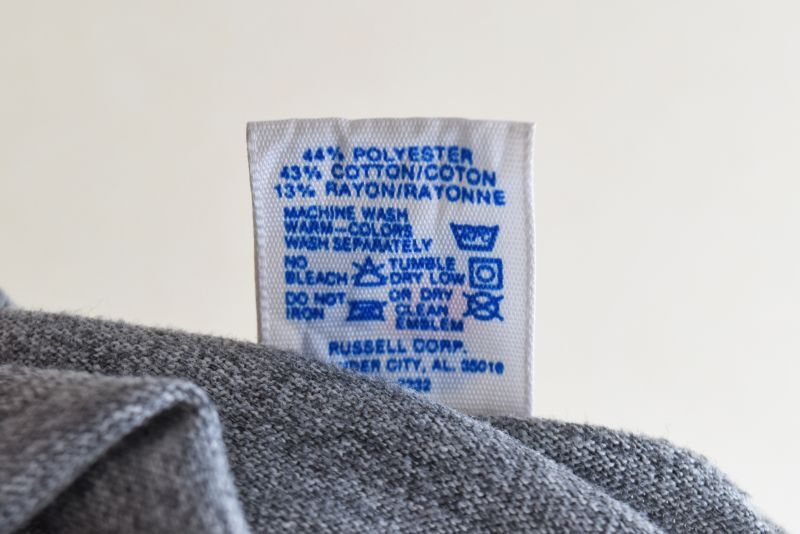 44% POLYESTER
43% COTTON/COTON
13% RAYON/RAYONNE
MACHINE WASH
WARM-COLORS
WASH SEPARATELY
NO
BLEACH
DO NOT
IRON
TUMBLE
DRY LOW
OR DRY
CLEAN
EMBLEM
RUSSELL CORP.
CITY, AL. 35016